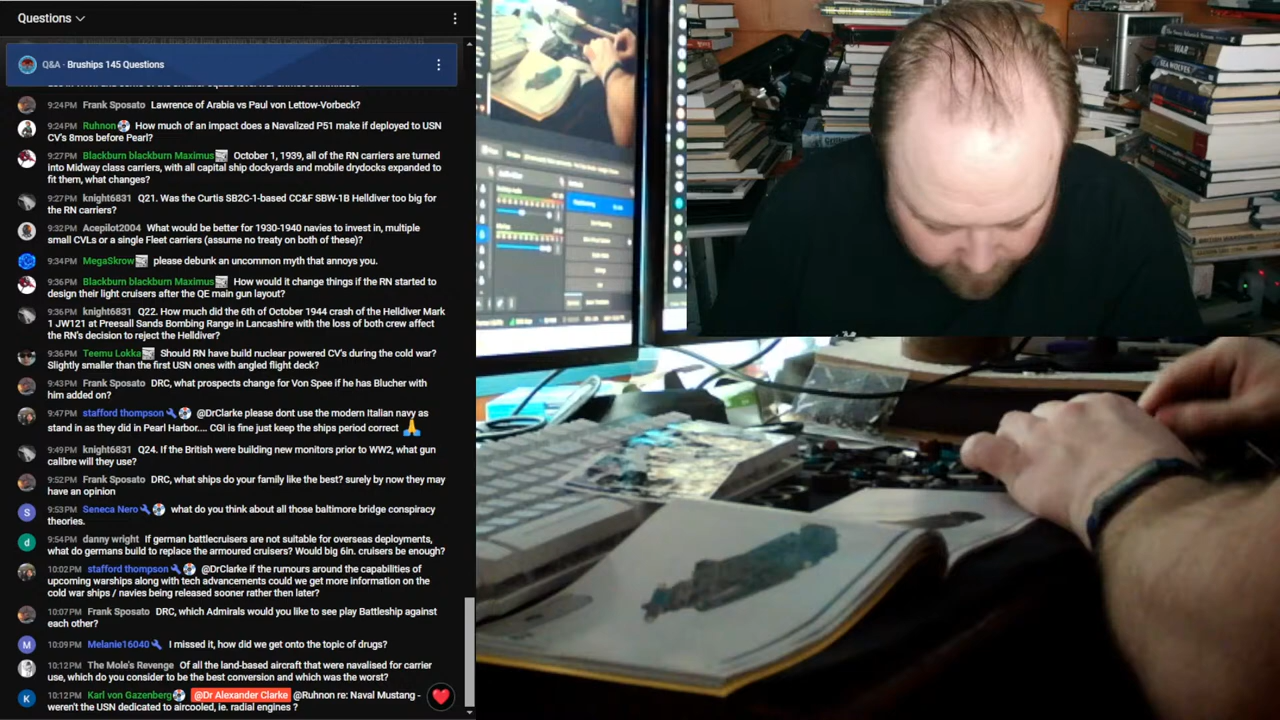 Questions
Q&A · Bruships 145 Questions
9:24PM Frank Sposato Lawrence of Arabia vs Paul von Lettow-Vorbeck?
9:24PM Ruhnon How much of an impact does a Navalized P51 make if deployed to USN
CV's 8mos before Pearl?
9:27PM Blackburn blackburn Maximus October 1, 1939, all of the RN carriers are turned
into Midway class carriers, with all capital ship dockyards and mobile drydocks expanded to
fit them, what changes?
9:27PM knight6831 Q21. Was the Curtis SB2C-1-based CC&F SBW-1B Helldiver too big for
the RN carriers?
9:32PM Acepilot2004 What would be better for 1930-1940 navies to invest in, multiple
small CVLs or a single Fleet carriers (assume no treaty on both of these)?
9:34PM MegaSkrow please debunk an uncommon myth that annoys you.
9:36PM Blackburn blackburn Maximus How would it change things if the RN started to
design their light cruisers after the QE main gun layout?
9:36PM knight6831 Q22. How much did the 6th of October 1944 crash of the Helldiver Mark
1 JW121 at Preesall Sands Bombing Range in Lancashire with the loss of both crew affect
the RN's decision to reject the Helldiver?
9:36PM Teemu Lokka Should RN have build nuclear powered CV's during the cold war?
Slightly smaller than the first USN ones with angled flight deck?
9:43PM Frank Sposato DRC, what prospects change for Von Spee if he has Blucher with
him added on?
9:47PM stafford thompson @DrClarke please dont use the modern Italian navy as
stand in as they did in Pearl Harbor.... CGI is fine just keep the ships period correct 🙏
9:49PM knight6831 Q24. If the British were building new monitors prior to WW2, what gun
calibre will they use?
9:52PM Frank Sposato DRC, what ships do your family like the best? surely by now they may
have an opinion
9:53PM Seneca Nero what do you think about all those baltimore bridge conspiracy
theories.
9:54PM danny wright If german battlecruisers are not suitable for overseas deployments,
what do germans build to replace the armoured cruisers? Would big 6in. cruisers be enough?
10:02PM stafford thompson @DrClarke if the rumours around the capabilities of
upcoming warships along with tech advancements could we get more information on the
cold war ships / navies being released sooner rather then later?
10:07PM Frank Sposato DRC, which Admirals would you like to see play Battleship against
each other?
10:09PM Melanie16040 I missed it, how did we get onto the topic of drugs?
10:12PM The Mole's Revenge Of all the land-based aircraft that were navalised for carrier
use, which do you consider to be the best conversion and which was the worst?
10:12PM Karl von Gazenberg @Dr Alexander Clarke @Ruhnon re: Naval Mustang -
weren't the USN dedicated to aircooled, ie. radial engines ?
WAR
SEA WOLVES